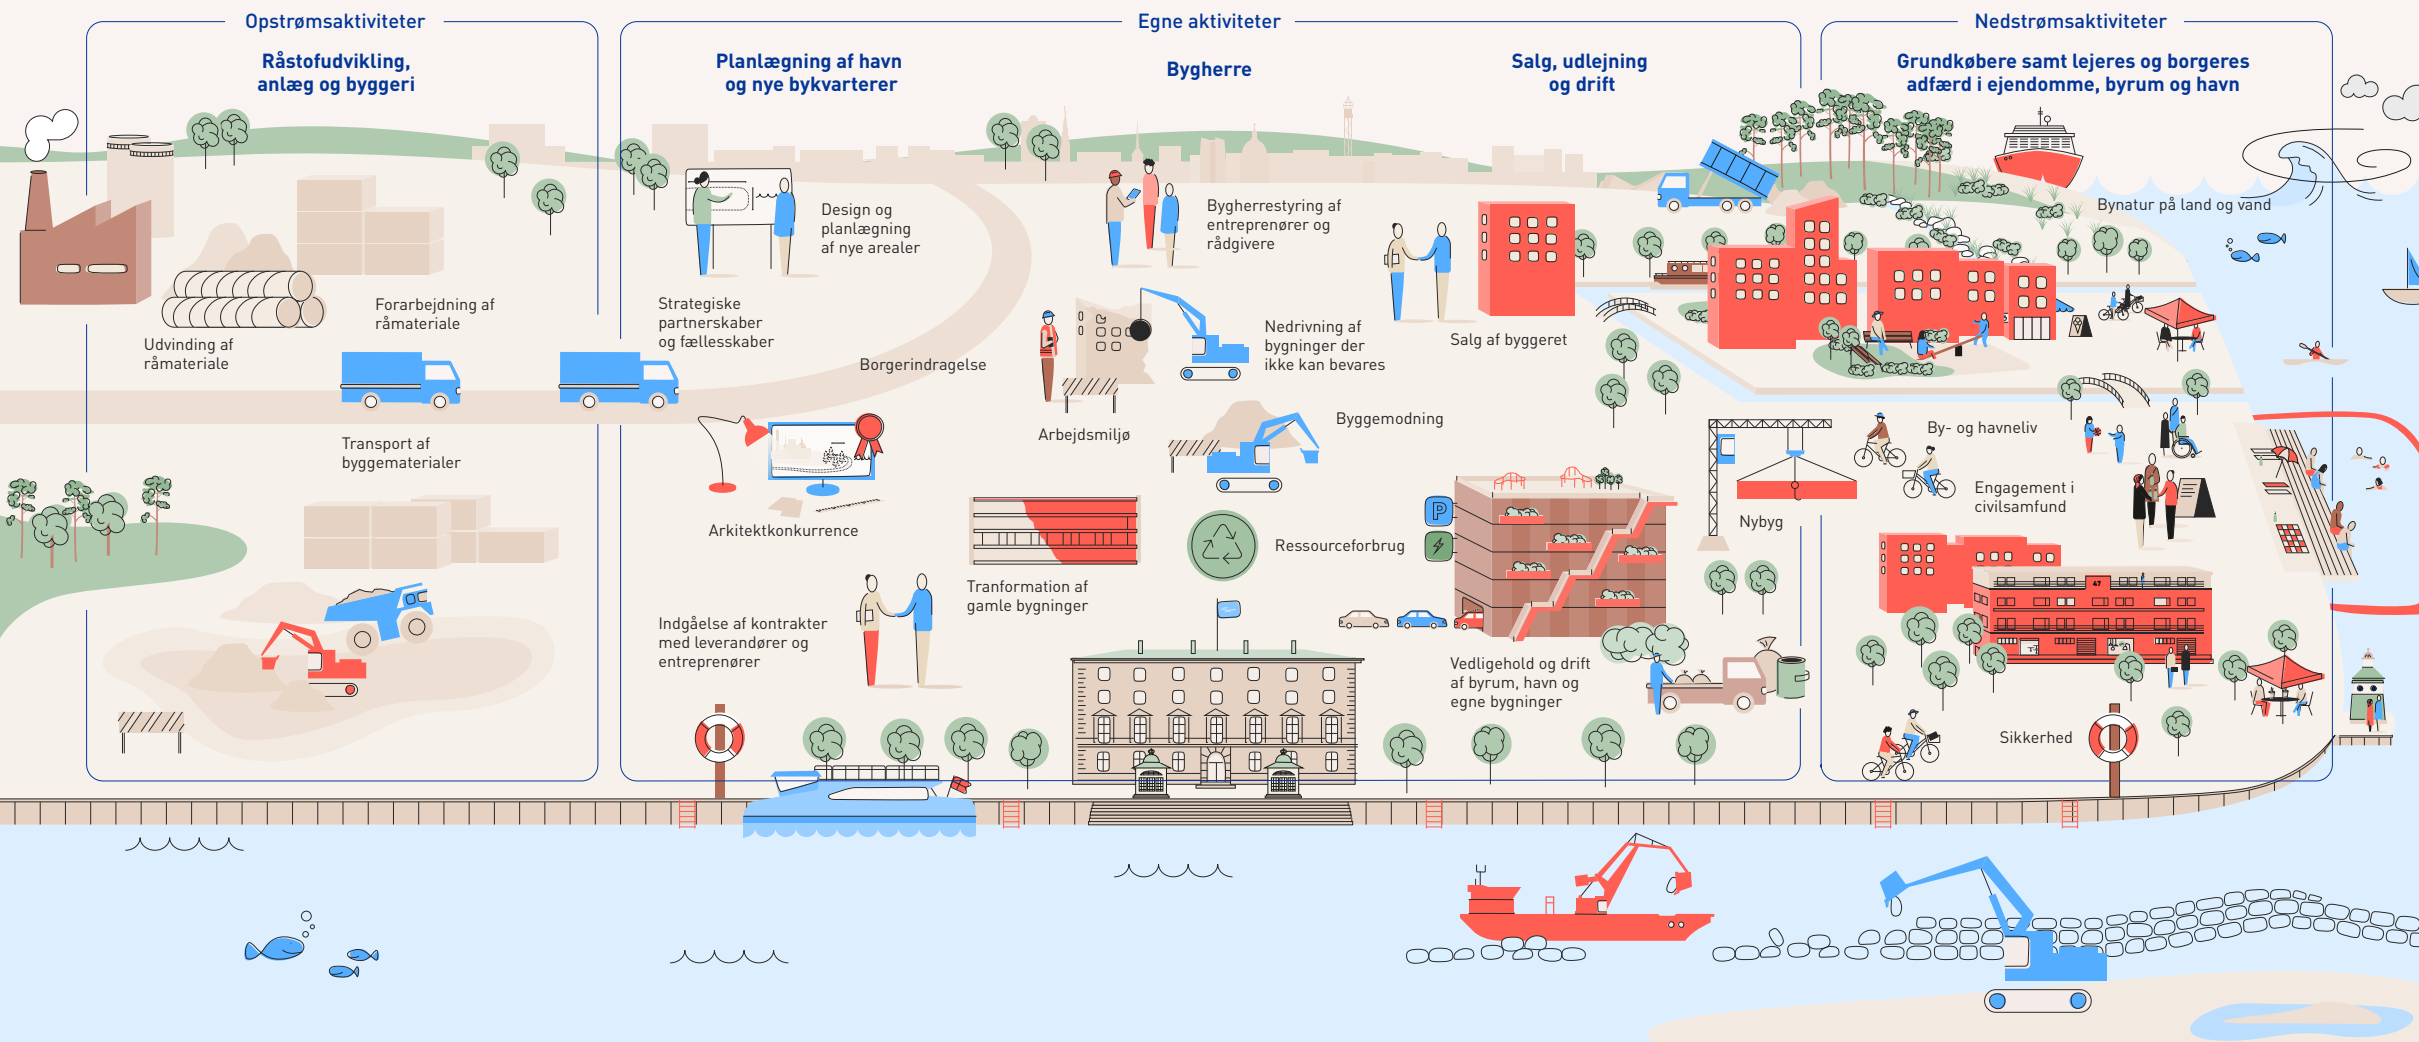 Opstrømsaktiviteter
Råstofudvikling,
anlæg og byggeri
Udvinding af
råmateriale
Forarbejdning af
råmateriale
Transport af
byggematerialer
Egne aktiviteter
Planlægning af havn
og nye bykvarterer
Design og
planlægning
af nye arealer
Strategiske
partnerskaber
og fællesskaber
Borgerindragelse
Arkitektkonkurrence
Indgåelse af kontrakter
med leverandører og
entreprenører
Bygherre
Bygherrestyring af
entreprenører og
rådgivere
Nedrivning af
bygninger der
ikke kan bevares
Arbejdsmiljø
Byggemodning
Tranformation af
gamle bygninger
Ressourceforbrug
Salg, udlejning
og drift
Salg af byggeret
P
Nybyg
Vedligehold og drift
af byrum, havn og
egne bygninger
Nedstrømsaktiviteter
Grundkøbere samt lejeres og borgeres
adfærd i ejendomme, byrum og havn
Bynatur på land og vand
By- og havneliv
Engagement i
civilsamfund
47
Sikkerhed